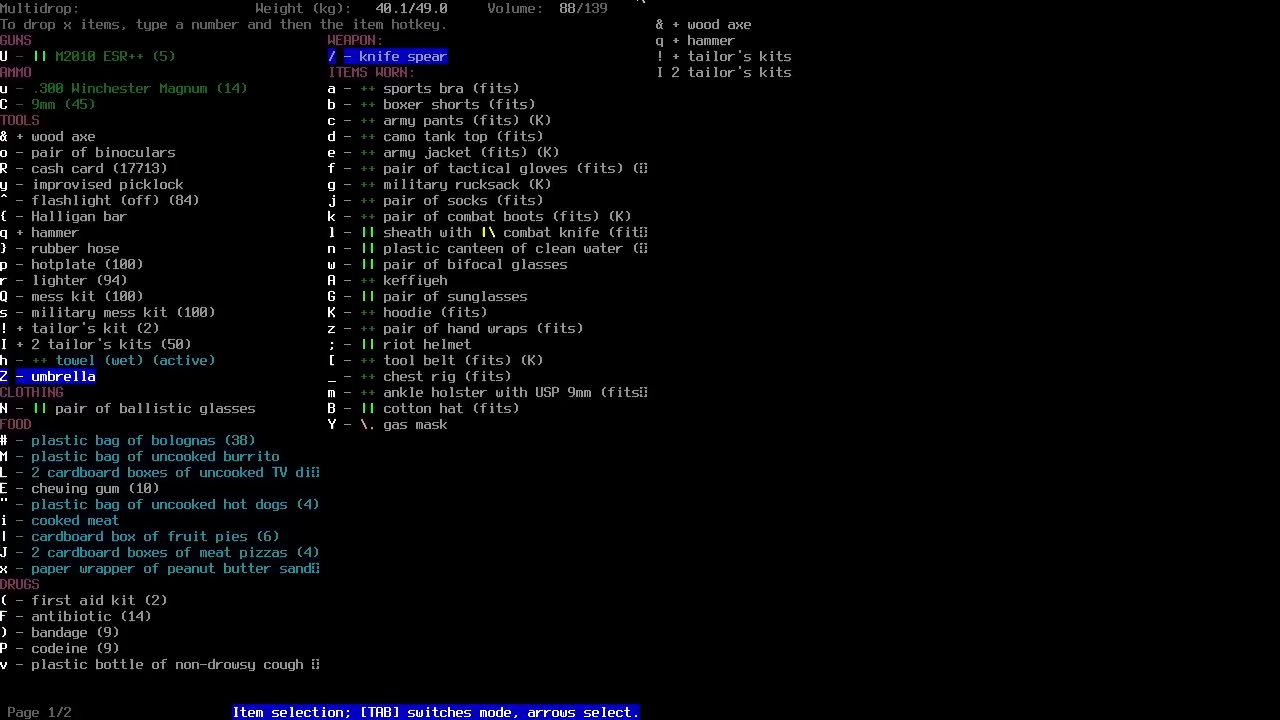 Multidrop: Weight (kg): 40.1/49.0 Volume: 88/139
To drop x items, type a number and then the item hotkey.
GUNS
U - || M2010 ESR++ (5)
AMMO
u - .300 Winchester Magnum (14)
C - 9mm (45)
TOOLS
& + wood axe
o - pair of binoculars
R - cash card (17713)
y - improvised picklock
^ - flashlight (off) (84)
{ - Halligan bar
q + hammer
} - rubber hose
p - hotplate (100)
r - lighter (94)
Q - mess kit (100)
s - military mess kit (100)
! + tailor's kit (2)
I + 2 tailor's kits (50)
h - ++ towel (wet) (active)
Z - umbrella
CLOTHING
N - || pair of ballistic glasses
FOOD
# - plastic bag of bolognas (38)
M - plastic bag of uncooked burrito
L - 2 cardboard boxes of uncooked TV di
E - chewing gum (10)
" - plastic bag of uncooked hot dogs (4)
i - cooked meat
| - cardboard box of fruit pies (6)
J - 2 cardboard boxes of meat pizzas (4)
x - paper wrapper of peanut butter sand
DRUGS
( - first aid kit (2)
F - antibiotic (14)
) - bandage (9)
P - codeine (9)
v - plastic bottle of non-drowsy cough
WEAPON:
/ - knife spear
ITEMS WORN:
a - ++ sports bra (fits)
b - ++ boxer shorts (fits)
c - ++ army pants (fits) (K)
d - ++ camo tank top (fits)
e - ++ army jacket (fits) (K)
f - ++ pair of tactical gloves (fits) (
g - ++ military rucksack (K)
j - ++ pair of socks (fits)
k - ++ pair of combat boots (fits) (K)
l - || sheath with |\ combat knife (fit
n - || plastic canteen of clean water (
w - || pair of bifocal glasses
A - ++ keffiyeh
G - || pair of sunglasses
K - ++ hoodie (fits)
z - ++ pair of hand wraps (fits)
; - || riot helmet
[ - ++ tool belt (fits) (K)
_ - ++ chest rig (fits)
m - ++ ankle holster with USP 9mm (fits
B - || cotton hat (fits)
Y - \. gas mask
& + wood axe
q + hammer
! + tailor's kits
I 2 tailor's kits
Page 1/2
Item selection; [TAB] switches mode, arrows select.